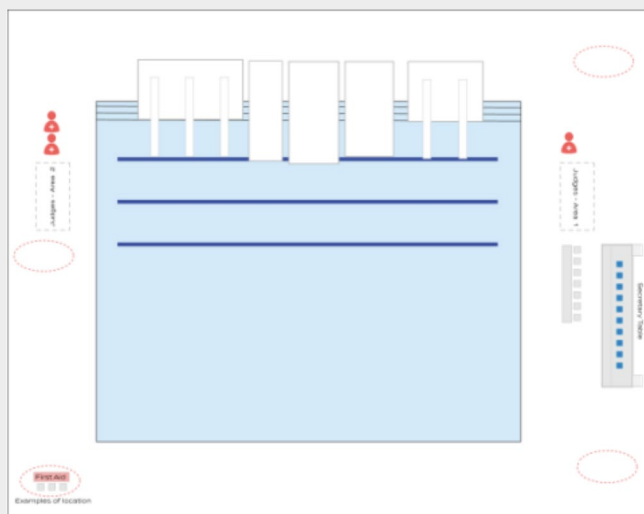 Judges - Area 2
Judges - Area 1
Secretary Table
First Aid
Examples of location